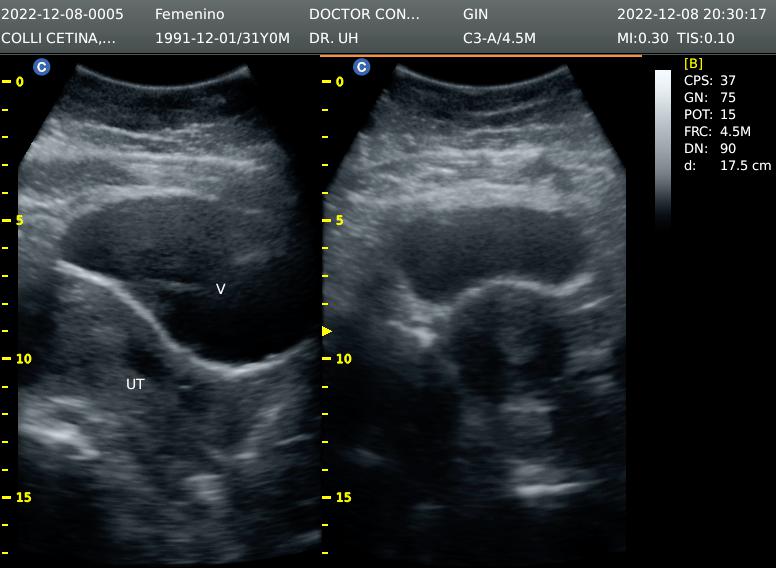 2022-12-08-0005 Femenino DOCTOR CON... GIN 2022-12-08 20:30:17
COLLI CETINA,... 1991-12-01/31Y0M DR. UH C3-A/4.5M MI:0.30 TIS:0.10
C
C
[B]
CPS: 37
GN: 75
POT: 15
FRC: 4.5M
DN: 90
d: 17.5 cm
0
0
5
5
V
10
10
UT
15
15